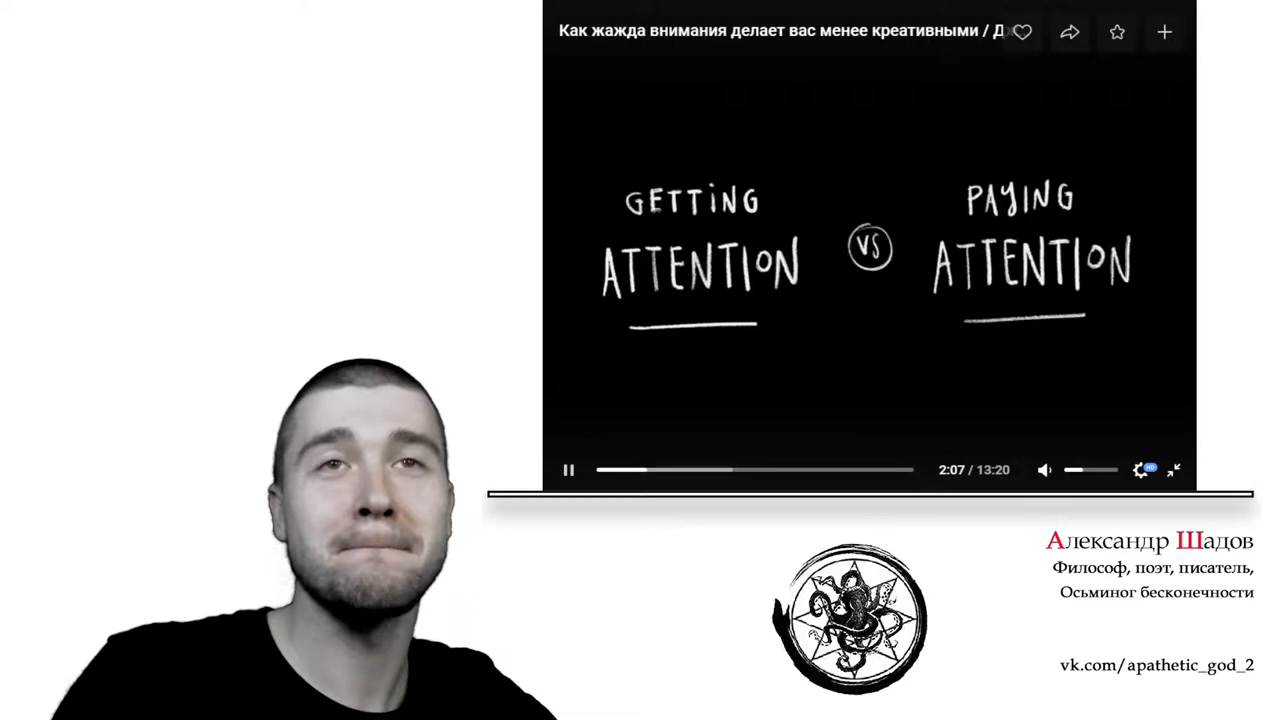 Как жажда внимания делает вас менее креативными / Д
GETTING
ATTENTION
VS
PAYING
ATTENTION
2:07 / 13:20
HD
Александр Шадов
Философ, поэт, писатель,
Осьминог бесконечности
vk.com/apathetic_god_2